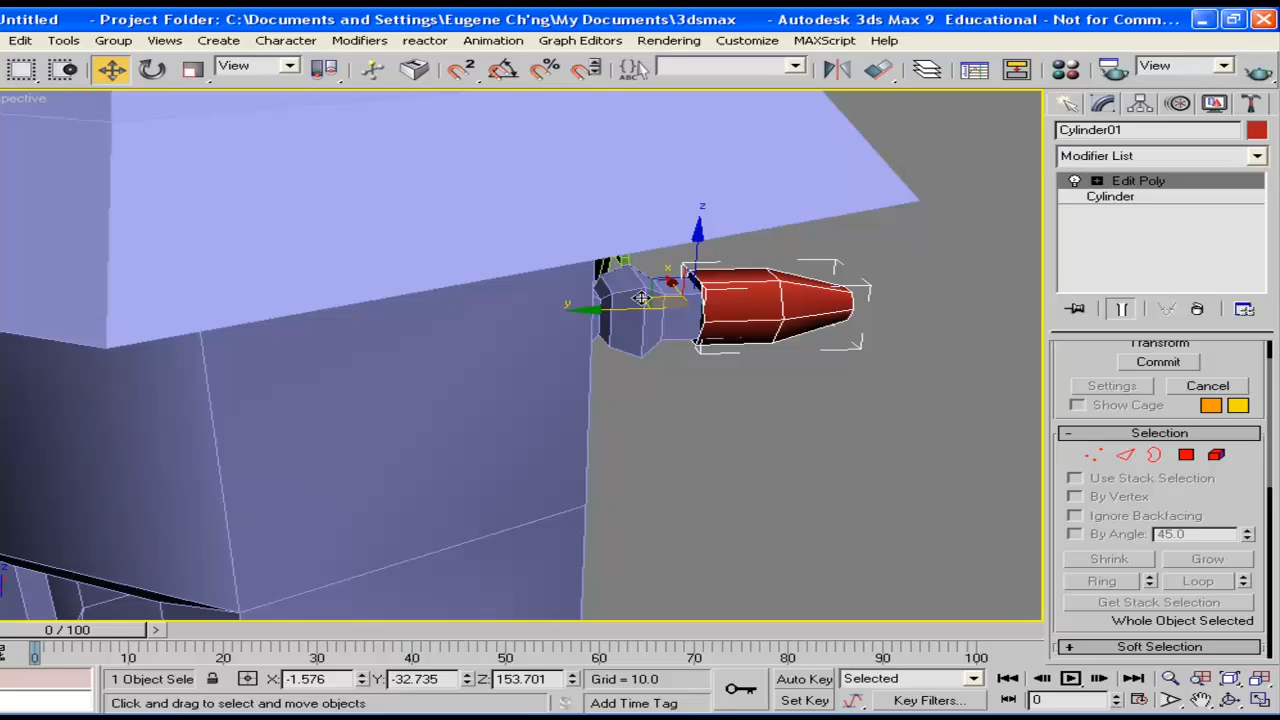 Untitled - Project Folder: C:\Documents and Settings\Eugene Ch'ng\My Documents\3dsmax - Autodesk 3ds Max 9 Educational - Not for Comm...
Edit Tools Group Views Create Character Modifiers reactor Animation Graph Editors Rendering Customize MAXScript Help
View 2 % ABC View
pective
Cylinder01
Modifier List
Edit Poly
Cylinder
z
x
y
z
Transform
Commit
Settings Cancel
Show Cage
- Selection
Use Stack Selection
By Vertex
Ignore Backfacing
By Angle: 45.0
Shrink Grow
Ring Loop
Get Stack Selection
Whole Object Selected
+ Soft Selection
0 / 100 >
0 10 20 30 40 50 60 70 80 90 100
1 Object Sele X: -1.576 Y: -32.735 Z: 153.701 Grid = 10.0 Auto Key Selected
Click and drag to select and move objects Add Time Tag Set Key Key Filters... 0